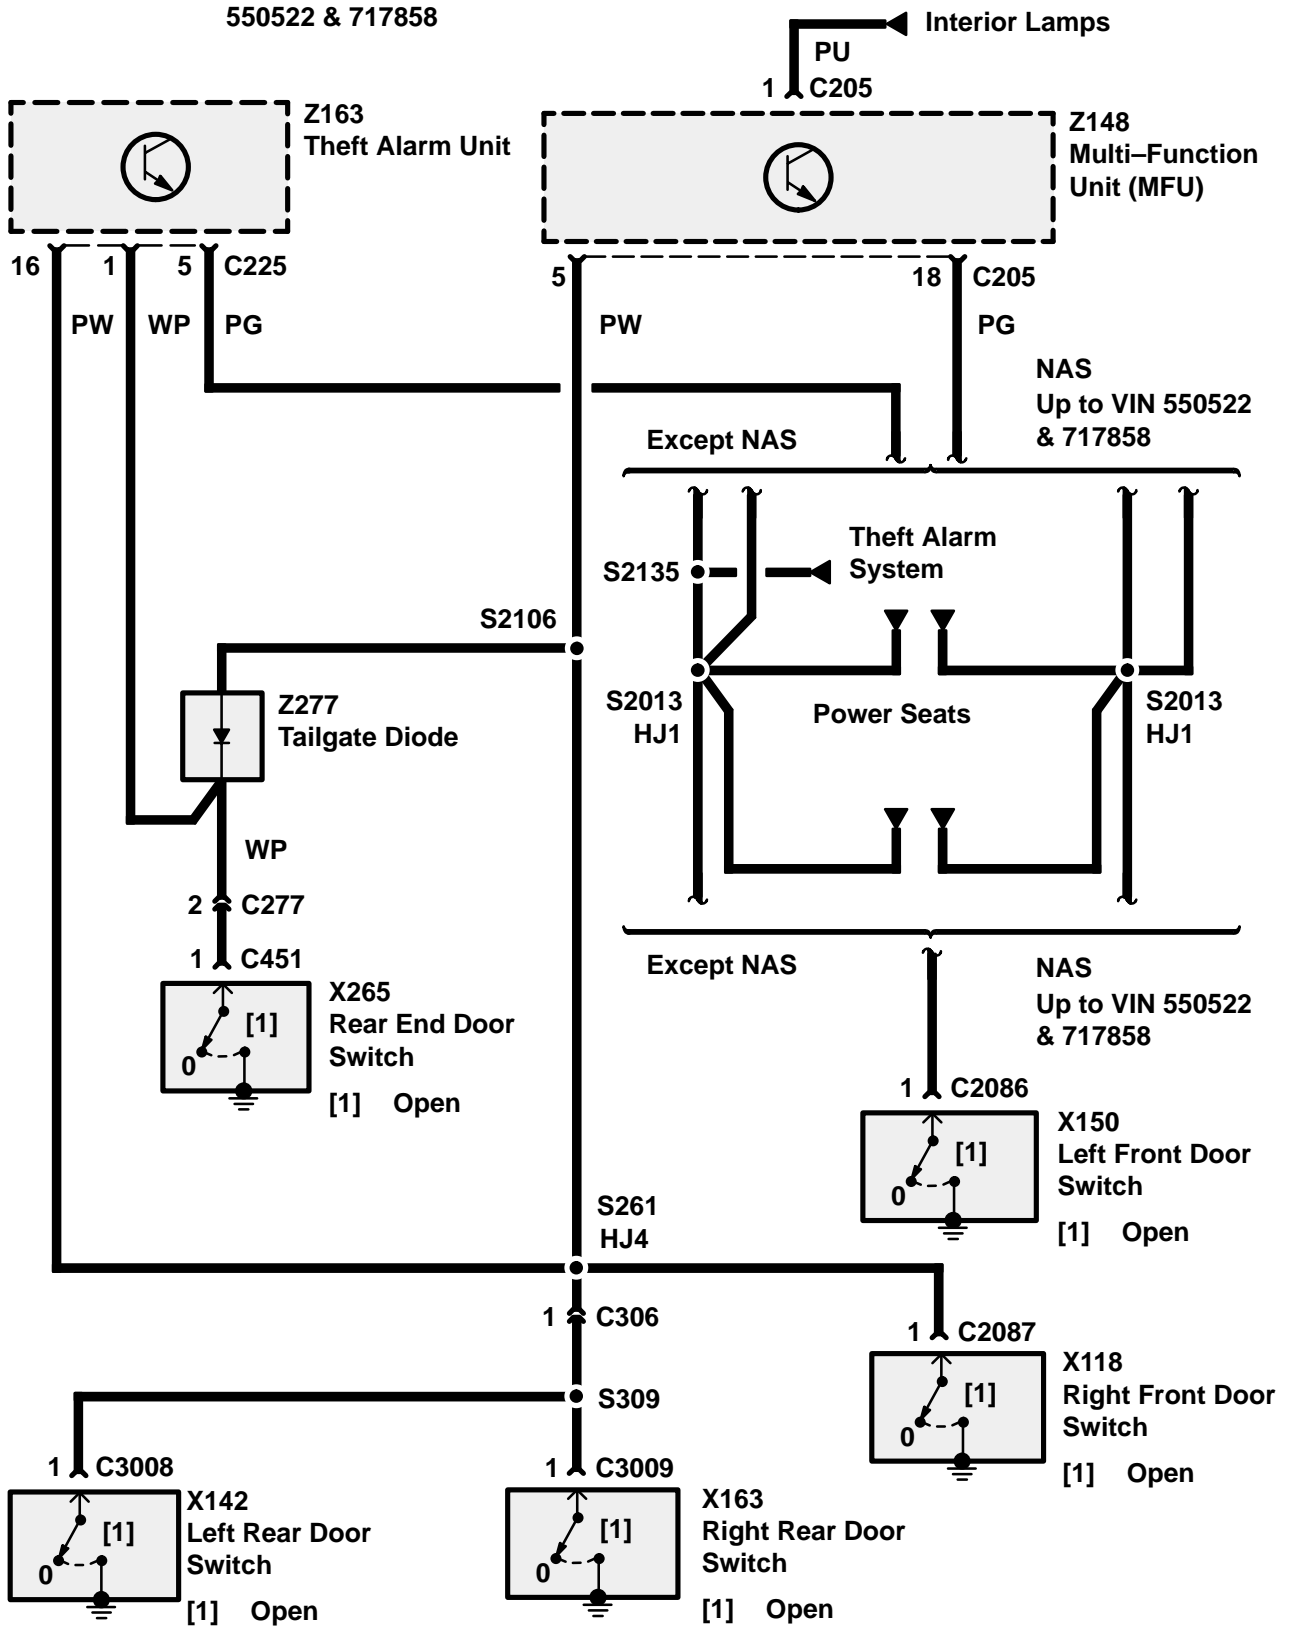 550522 & 717858
Interior Lamps
PU
1 C205
Z163
Theft Alarm Unit
Z148
Multi–Function
Unit (MFU)
16 1 5 C225
5 18 C205
PW WP PG
PW PG
NAS
Up to VIN 550522
& 717858
Except NAS
Theft Alarm
System
S2135
S2106
S2013
HJ1
Power Seats
S2013
HJ1
Z277
Tailgate Diode
WP
2 C277
1 C451
X265
Rear End Door
Switch
[1]
0
[1] Open
Except NAS
NAS
Up to VIN 550522
& 717858
1 C2086
X150
Left Front Door
Switch
[1]
0
[1] Open
S261
HJ4
1 C306
1 C2087
X118
Right Front Door
Switch
[1]
0
[1] Open
S309
1 C3008
X142
Left Rear Door
Switch
[1]
0
[1] Open
1 C3009
X163
Right Rear Door
Switch
[1]
0
[1] Open